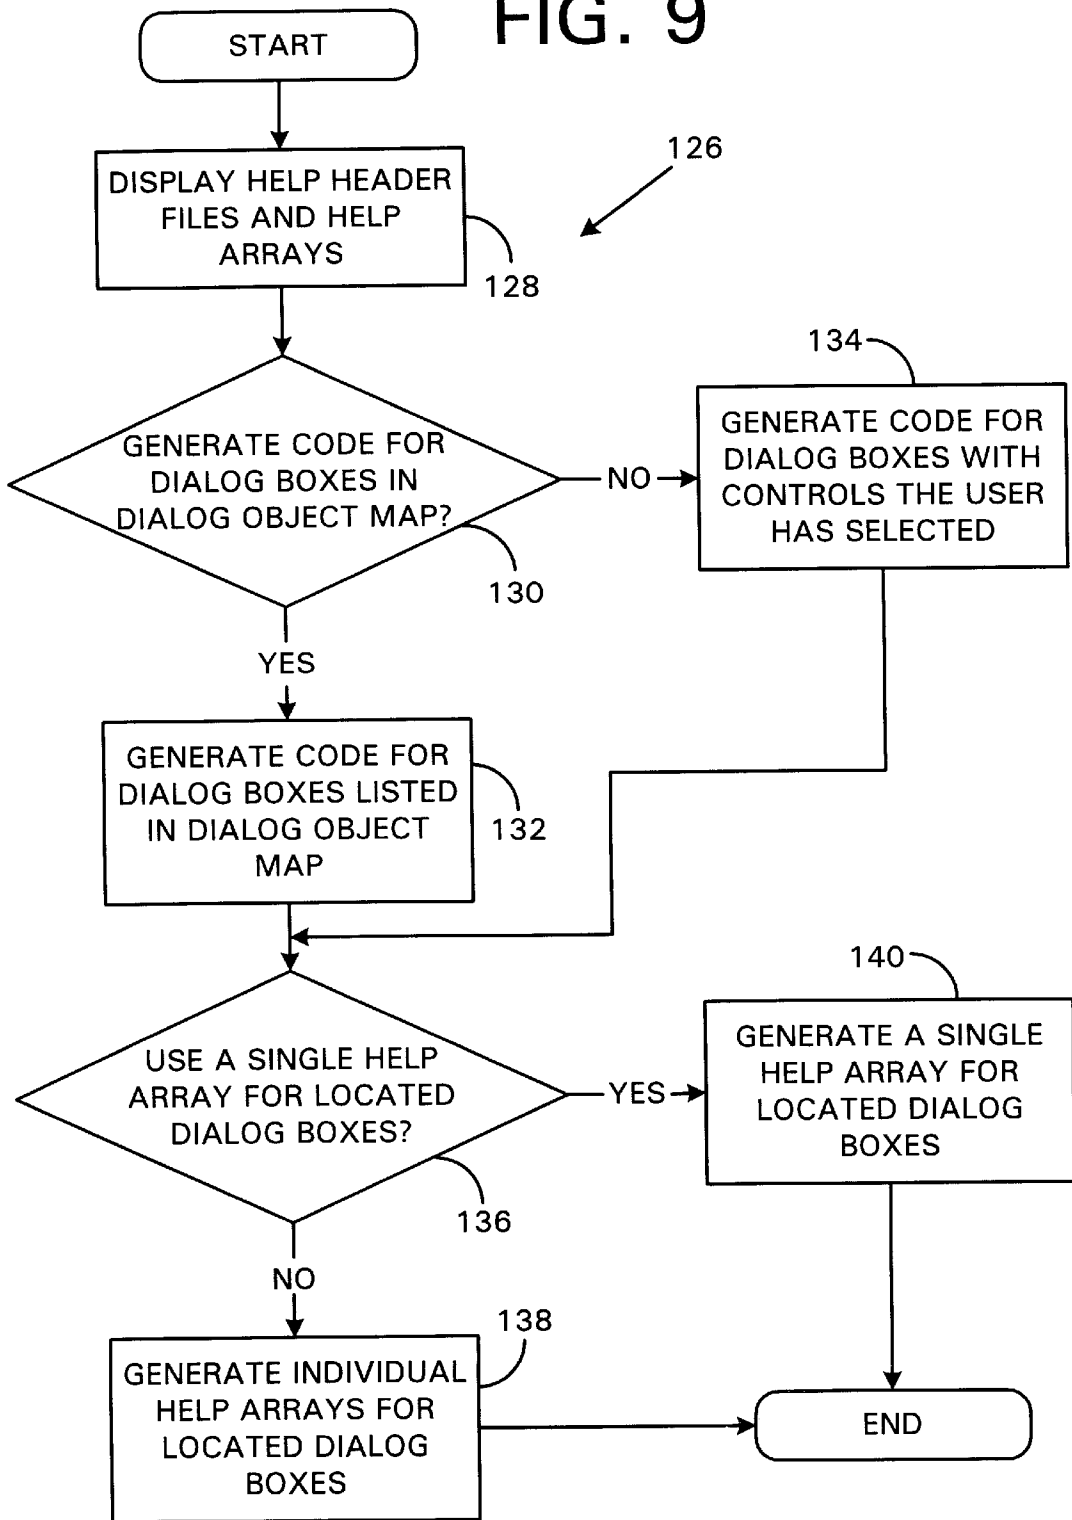 FIG. 9
START
126
DISPLAY HELP HEADER
FILES AND HELP
ARRAYS
128
134
GENERATE CODE FOR
DIALOG BOXES IN
DIALOG OBJECT MAP?
130
NO
GENERATE CODE FOR
DIALOG BOXES WITH
CONTROLS THE USER
HAS SELECTED
YES
GENERATE CODE FOR
DIALOG BOXES LISTED
IN DIALOG OBJECT
MAP
132
140
USE A SINGLE HELP
ARRAY FOR LOCATED
DIALOG BOXES?
136
YES
GENERATE A SINGLE
HELP ARRAY FOR
LOCATED DIALOG
BOXES
NO
138
GENERATE INDIVIDUAL
HELP ARRAYS FOR
LOCATED DIALOG
BOXES
END